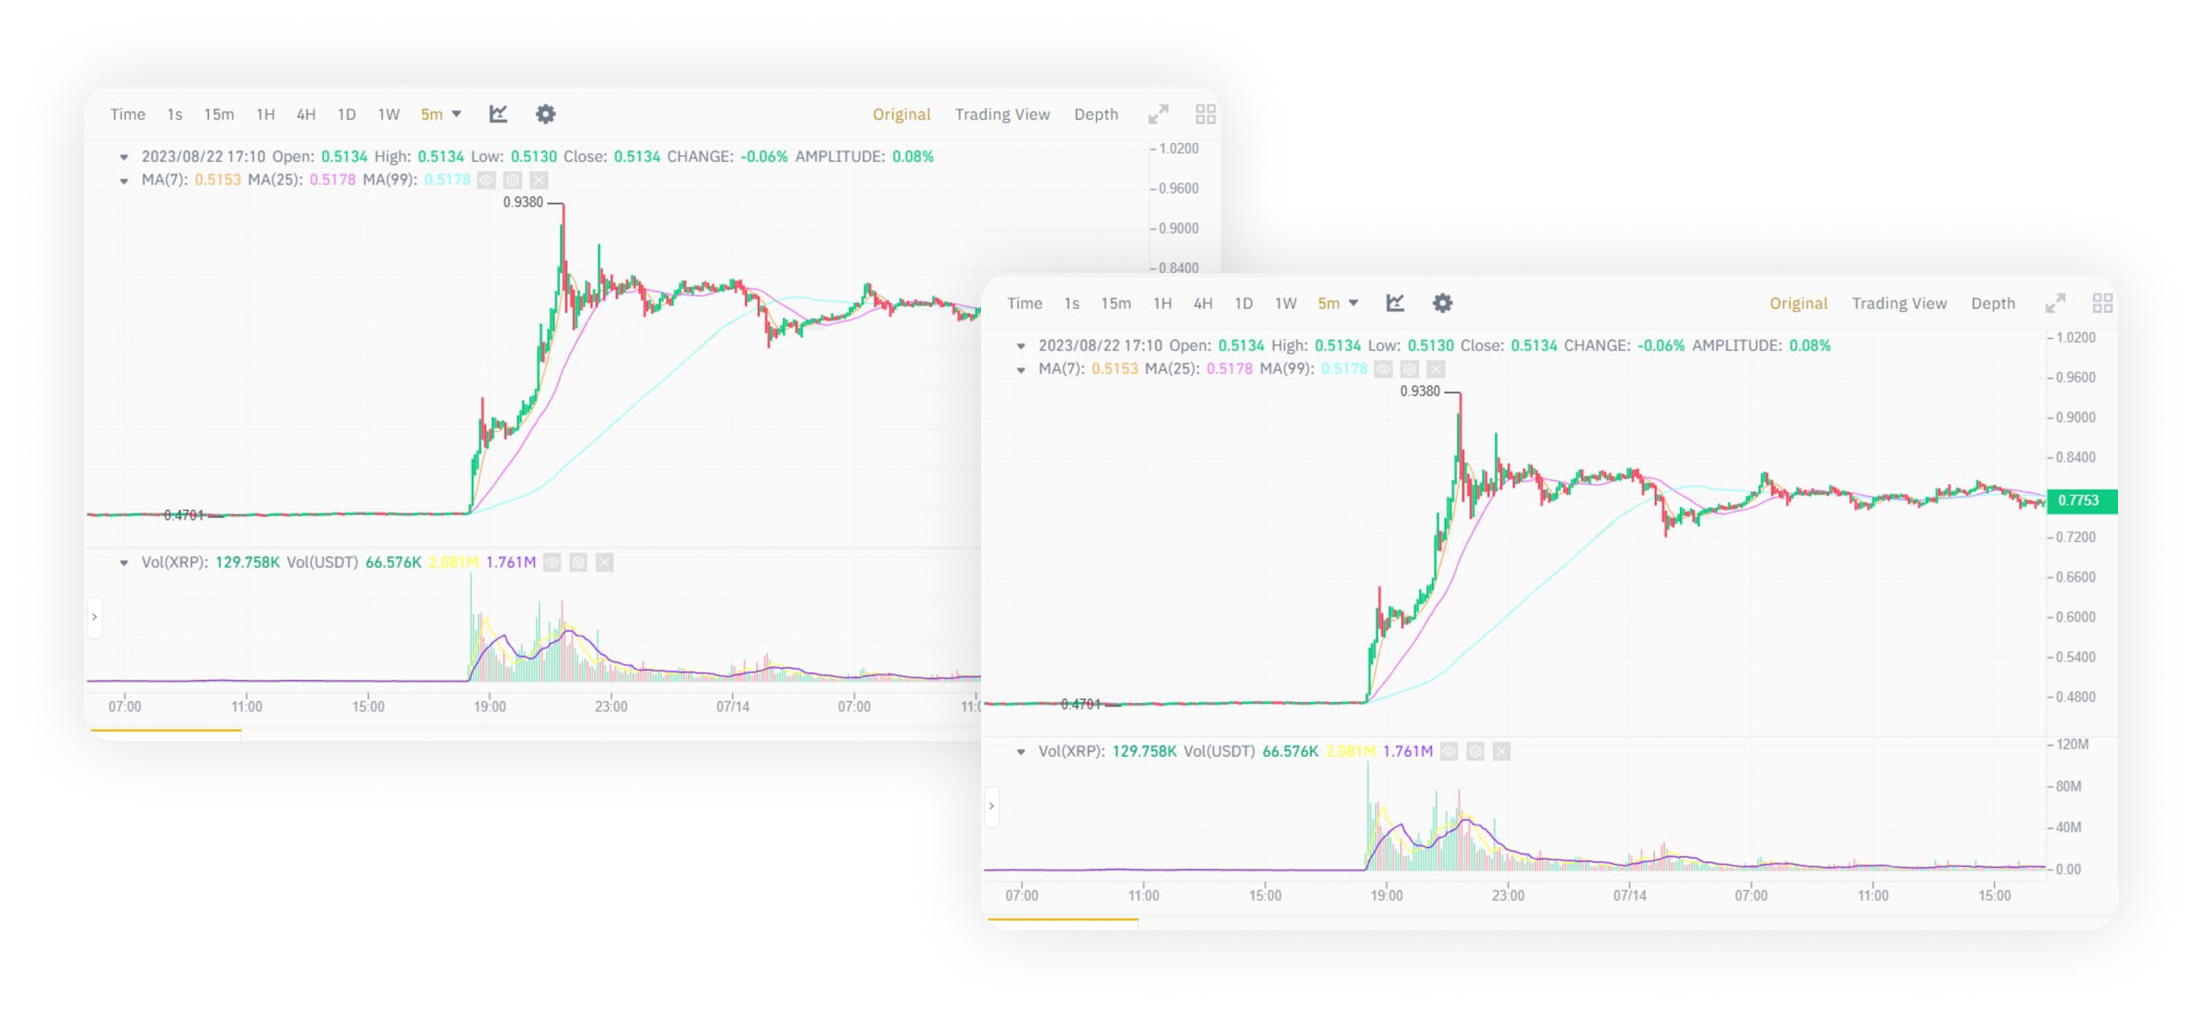 Time 1s 15m 1H 4H 1D 1W 5m Original Trading View Depth
2023/08/22 17:10 Open: 0.5134 High: 0.5134 Low: 0.5130 Close: 0.5134 CHANGE: -0.06% AMPLITUDE: 0.08%
MA(7): 0.5153 MA(25): 0.5178 MA(99): 0.5178
1.0200
0.9600
0.9000
0.8400
0.9380
0.4701
Vol(XRP): 129.758K Vol(USDT) 66.576K 2.081M 1.761M
07:00 11:00 15:00 19:00 23:00 07/14 07:00
Time 1s 15m 1H 4H 1D 1W 5m Original Trading View Depth
2023/08/22 17:10 Open: 0.5134 High: 0.5134 Low: 0.5130 Close: 0.5134 CHANGE: -0.06% AMPLITUDE: 0.08%
MA(7): 0.5153 MA(25): 0.5178 MA(99): 0.5178
1.0200
0.9600
0.9000
0.8400
0.7753
0.7200
0.6600
0.6000
0.5400
0.4800
0.9380
0.4701
Vol(XRP): 129.758K Vol(USDT) 66.576K 2.081M 1.761M
120M
80M
40M
0.00
07:00 11:00 15:00 19:00 23:00 07/14 07:00 11:00 15:00